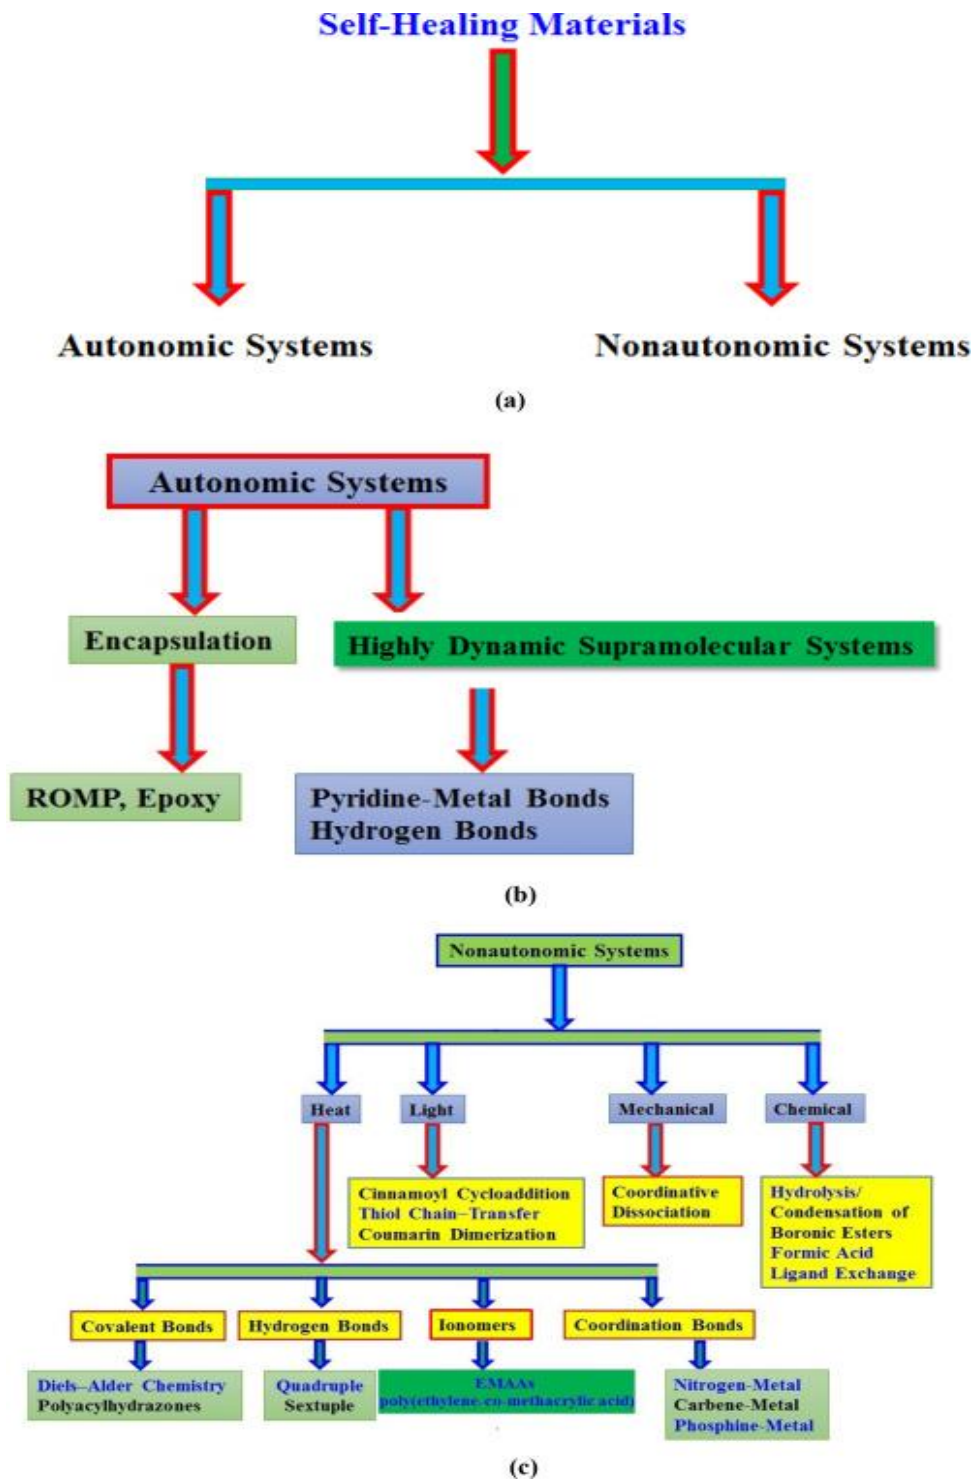 Self-Healing Materials
Autonomic Systems
Nonautonomic Systems
(a)
Autonomic Systems
Encapsulation
Highly Dynamic Supramolecular Systems
ROMP, Epoxy
Pyridine-Metal Bonds
Hydrogen Bonds
(b)
Nonautonomic Systems
Heat
Light
Mechanical
Chemical
Cinnamoyl Cycloaddition
Thiol Chain–Transfer
Coumarin Dimerization
Coordinative
Dissociation
Hydrolysis/
Condensation of
Boronic Esters
Formic Acid
Ligand Exchange
Covalent Bonds
Hydrogen Bonds
Ionomers
Coordination Bonds
Diels–Alder Chemistry
Polyacylhydrazones
Quadruple
Sextuple
EMAAs
poly(ethylene-co-methacrylic acid)
Nitrogen-Metal
Carbene-Metal
Phosphine-Metal
(c)